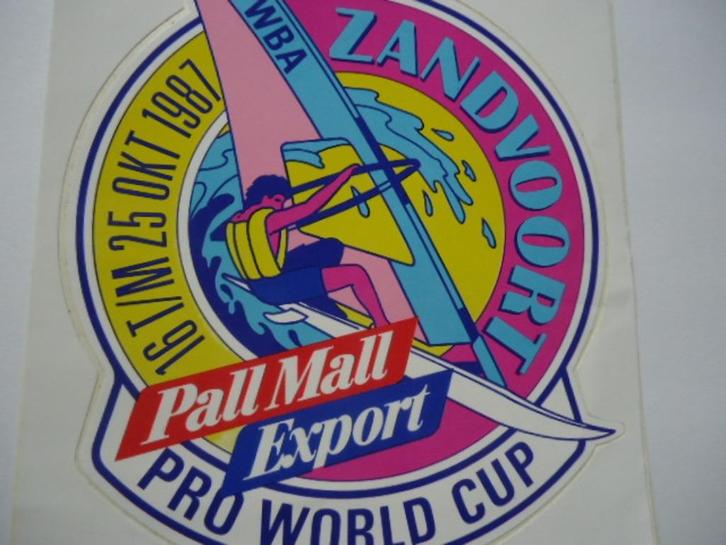 WBA
ZANDVOORT
16 T/M 25 OKT 1987
Pall Mall
Export
PRO WORLD CUP